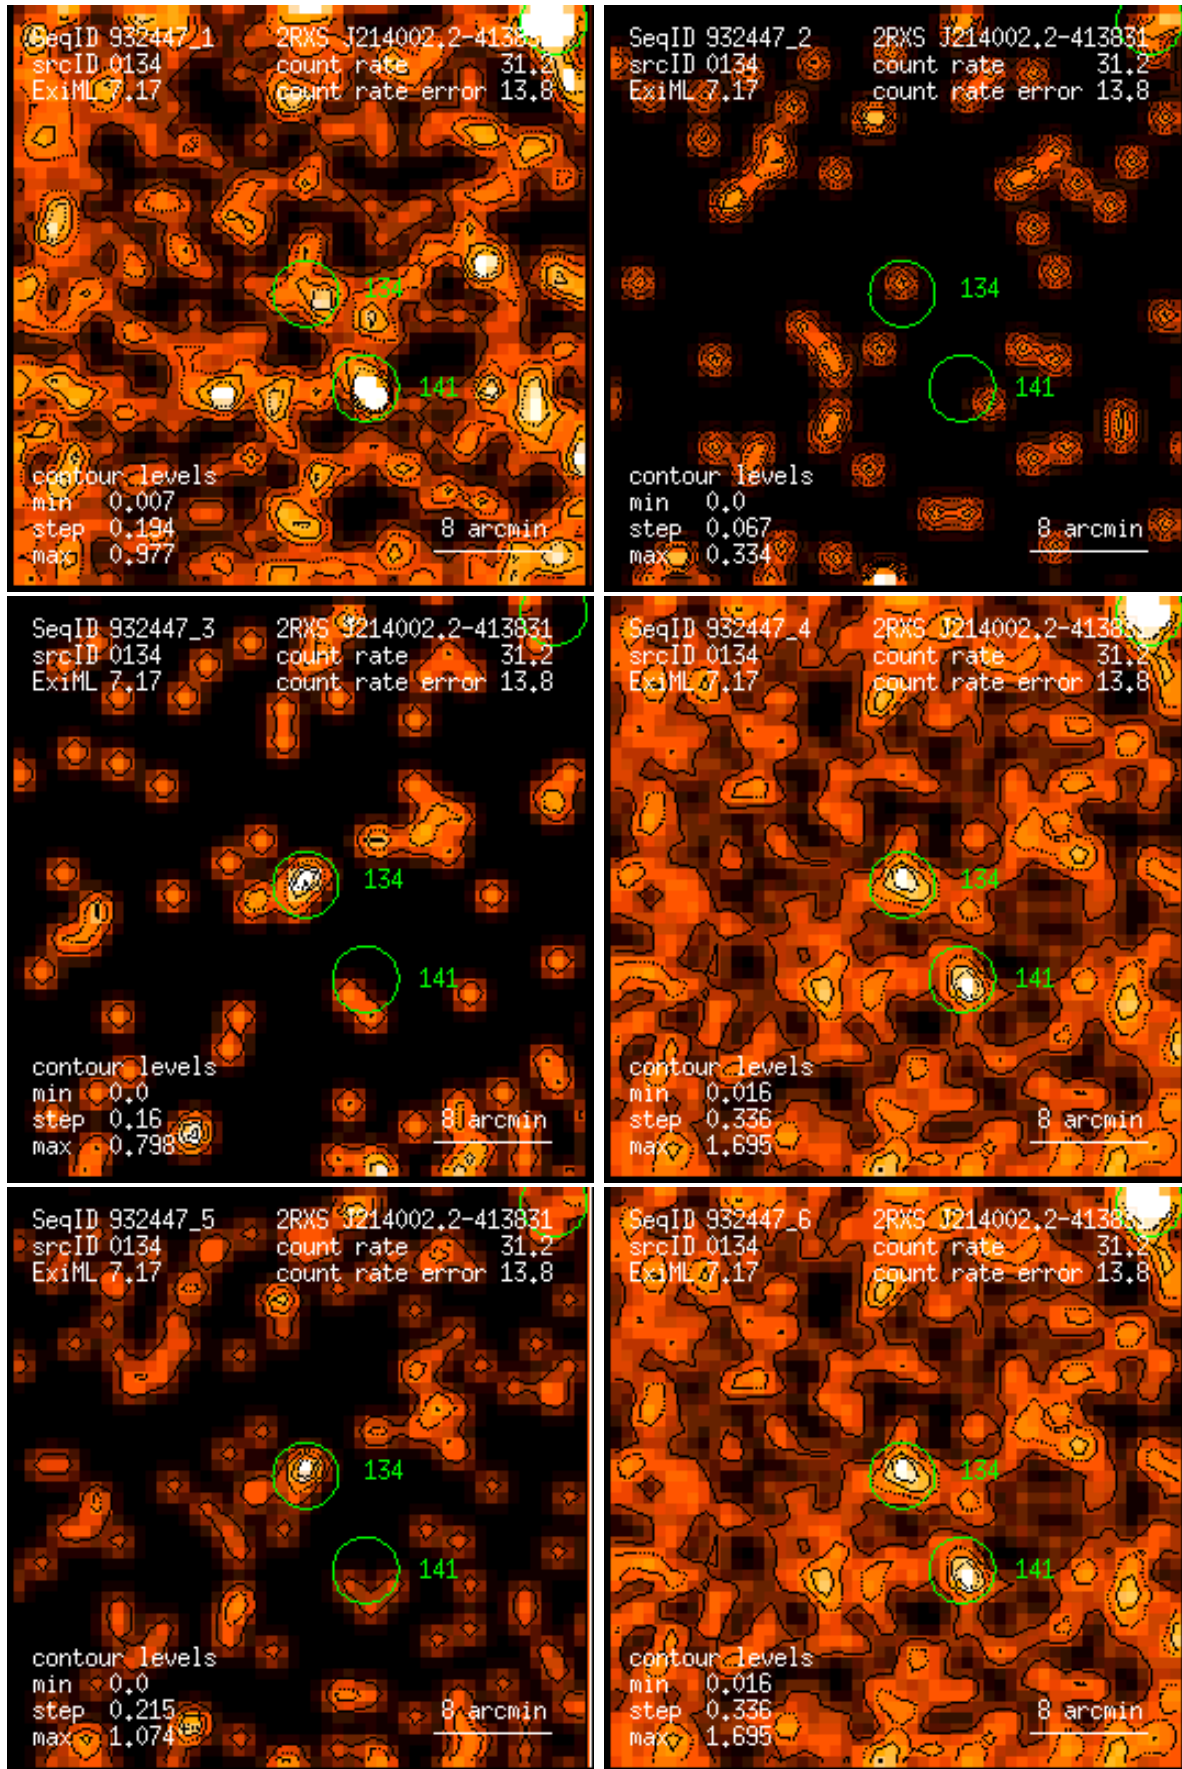 SeqID 932447_1 2RXS J214002.2-413831
srcID 0134 count rate 31.2
ExiML 7.17 count rate error 13.8
134
141
contour levels
min 0.007
step 0.194 8 arcmin
max 0.977
SeqID 932447_2 2RXS J214002.2-413831
srcID 0134 count rate 31.2
ExiML 7.17 count rate error 13.8
134
141
contour levels
min 0.0
step 0.067 8 arcmin
max 0.334
SeqID 932447_3 2RXS J214002.2-413831
srcID 0134 count rate 31.2
ExiML 7.17 count rate error 13.8
134
141
contour levels
min 0.0
step 0.16 8 arcmin
max 0.798
SeqID 932447_4 2RXS J214002.2-413831
srcID 0134 count rate 31.2
ExiML 7.17 count rate error 13.8
134
141
contour levels
min 0.016
step 0.336 8 arcmin
max 1.695
SeqID 932447_5 2RXS J214002.2-413831
srcID 0134 count rate 31.2
ExiML 7.17 count rate error 13.8
134
141
contour levels
min 0.0
step 0.215 8 arcmin
max 1.074
SeqID 932447_6 2RXS J214002.2-413831
srcID 0134 count rate 31.2
ExiML 7.17 count rate error 13.8
134
141
contour levels
min 0.016
step 0.336 8 arcmin
max 1.695